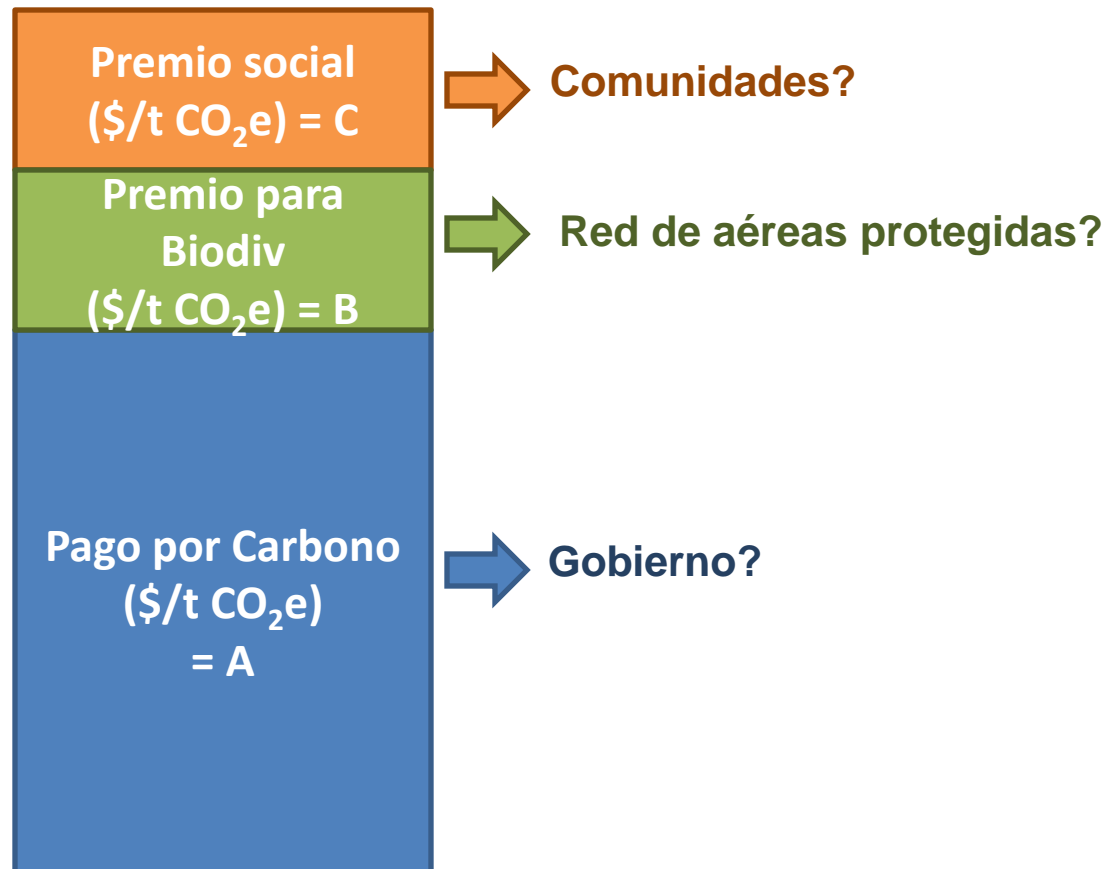 Premio social
($/t CO₂e) = C
Comunidades?
Premio para
Biodiv
($/t CO₂e) = B
Red de aéreas protegidas?
Pago por Carbono
($/t CO₂e)
= A
Gobierno?